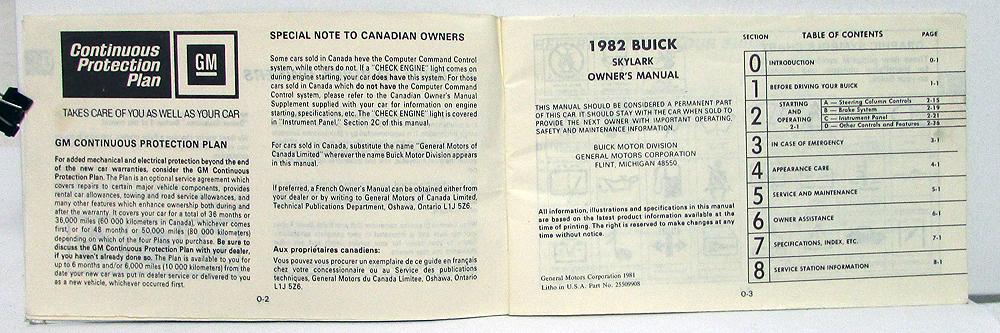 Continuous
Protection
Plan
GM
TAKES CARE OF YOU AS WELL AS YOUR CAR
GM CONTINUOUS PROTECTION PLAN
For added mechanical and electrical protection beyond the end
of the new car warranties, consider the GM Continuous
Protection Plan. The Plan is an optional service agreement which
covers repairs to certain major vehicle components, provides
rental car allowances, towing and road service allowances, and
many other features which enhance ownership both during and
after the warranty. It covers your car for a total of 36 months or
36,000 miles (60 000 kilometers in Canada), whichever comes
first, or for 48 months or 50,000 miles (80 000 kilometers)
depending on which of the four Plans you purchase. Be sure to
discuss the GM Continuous Protection Plan with your dealer,
if you haven't already done so. The Plan is available to you for
up to 6 months and/or 6,000 miles (10 000 kilometers) from the
date your new car was put in dealer service or delivered to you
as a new vehicle, whichever occurred first.
SPECIAL NOTE TO CANADIAN OWNERS
Some cars sold in Canada have the Computer Command Control
system, while others do not. If a "CHECK ENGINE" light comes on
during engine starting, your car does have this system. For those
cars sold in Canada which do not have the Computer Command
Control system, please refer to the Canadian Owner's Manual
Supplement supplied with your car for information on engine
starting, specifications, etc. The "CHECK ENGINE" light is covered
in "Instrument Panel," Section 2C of this manual.
For cars sold in Canada, substitute the name "General Motors of
Canada Limited" wherever the name Buick Motor Division appears
in this manual.
If preferred, a French Owner's Manual can be obtained either from
your dealer or by writing to General Motors of Canada Limited,
Technical Publications Department, Oshawa, Ontario L1J 5Z6.
Aux propriétaires canadiens:
Vous pouvez vous procurer un exemplaire de ce guide en français
chez votre concessionaire ou au Service des publications
techniques, General Motors du Canada Limitee, Oshawa, Ontario
L1J 5Z6.
0-2
1982 BUICK
SKYLARK
OWNER'S MANUAL
THIS MANUAL SHOULD BE CONSIDERED A PERMANENT PART
OF THIS CAR. IT SHOULD STAY WITH THE CAR WHEN SOLD TO
PROVIDE THE NEXT OWNER WITH IMPORTANT OPERATING,
SAFETY AND MAINTENANCE INFORMATION.
BUICK MOTOR DIVISION
GENERAL MOTORS CORPORATION
FLINT, MICHIGAN 48550
All information, illustrations and specifications in this manual
are based on the latest product information available at the
time of printing. The right is reserved to make changes at any
time without notice.
General Motors Corporation 1981
Litho in U.S.A. Part No. 25509908
SECTION TABLE OF CONTENTS PAGE
0 INTRODUCTION 0-1
1 BEFORE DRIVING YOUR BUICK 1-1
2 STARTING AND OPERATING 2-1
A — Steering Column Controls 2-15
B — Brake System 2-19
C — Instrument Panel 2-21
D — Other Controls and Features 2-36
3 IN CASE OF EMERGENCY 3-1
4 APPEARANCE CARE 4-1
5 SERVICE AND MAINTENANCE 5-1
6 OWNER ASSISTANCE 6-1
7 SPECIFICATIONS, INDEX, ETC. 7-1
8 SERVICE STATION INFORMATION 8-1
0-3